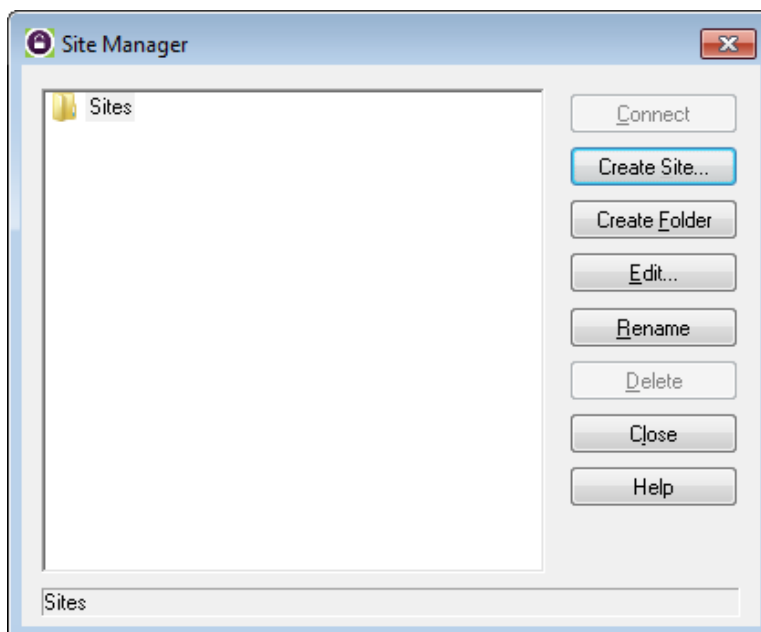 Site Manager
Sites
Connect
Create Site...
Create Folder
Edit...
Rename
Delete
Close
Help
Sites